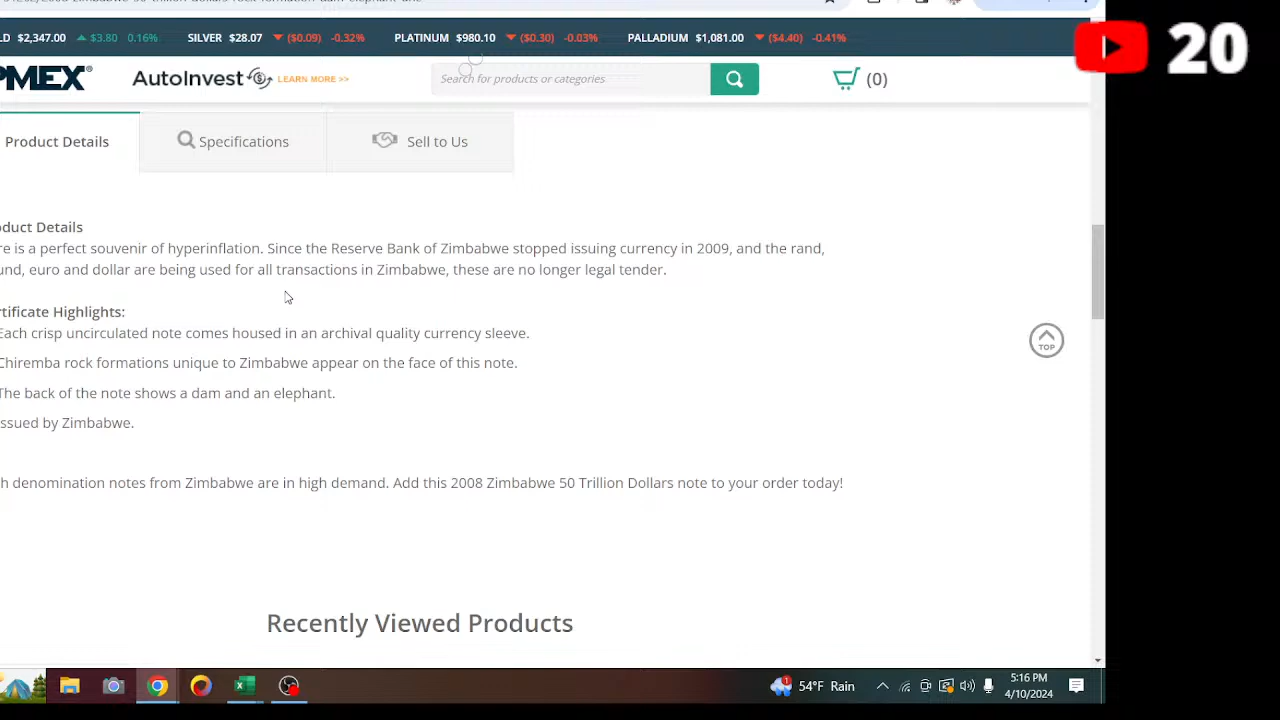 LD $2,347.00 $3.80 0.16% SILVER $28.07 ($0.09) -0.32% PLATINUM $980.10 ($0.30) -0.03% PALLADIUM $1,081.00 ($4.40) -0.41%
20
PMEX® AutoInvest LEARN MORE >> Search for products or categories (0)
Product Details Specifications Sell to Us
oduct Details
re is a perfect souvenir of hyperinflation. Since the Reserve Bank of Zimbabwe stopped issuing currency in 2009, and the rand,
und, euro and dollar are being used for all transactions in Zimbabwe, these are no longer legal tender.
rtificate Highlights:
Each crisp uncirculated note comes housed in an archival quality currency sleeve.
Chiremba rock formations unique to Zimbabwe appear on the face of this note.
The back of the note shows a dam and an elephant.
ssued by Zimbabwe.
h denomination notes from Zimbabwe are in high demand. Add this 2008 Zimbabwe 50 Trillion Dollars note to your order today!
TOP
Recently Viewed Products
1 54°F Rain 5:16 PM
4/10/2024